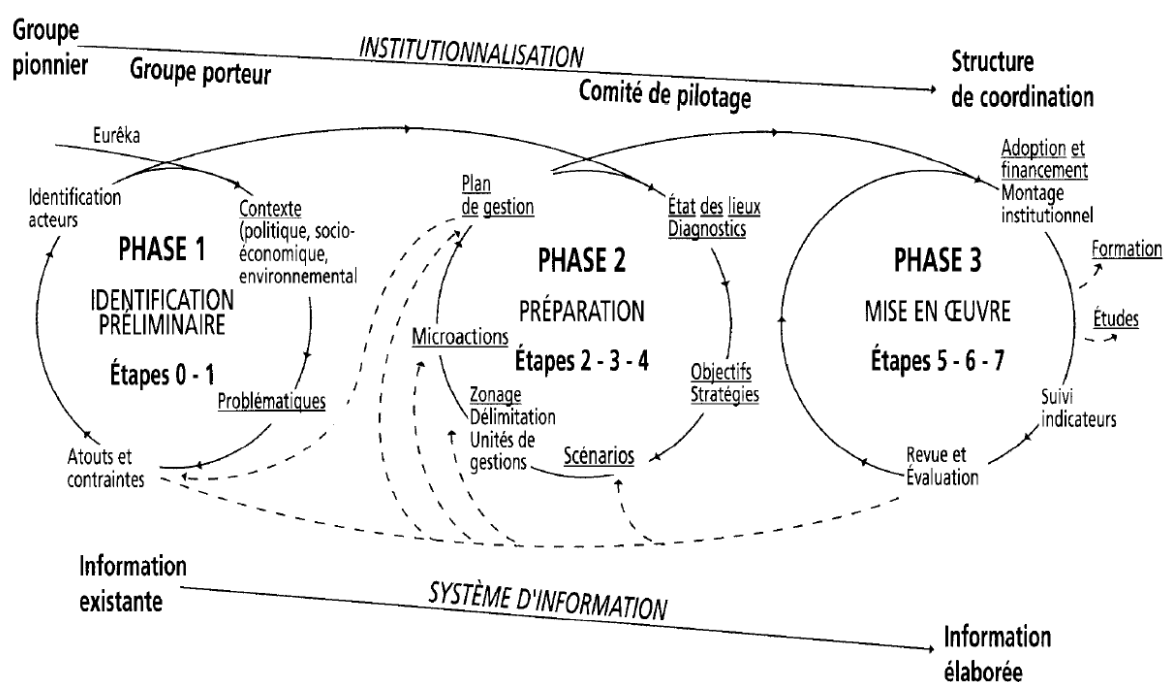 Groupe
pionnier
INSTITUTIONNALISATION
Groupe porteur
Comité de pilotage
Structure
de coordination
Eurêka
Identification
acteurs
Contexte
(politique, socio-
économique,
environnemental
PHASE 1
IDENTIFICATION
PRÉLIMINAIRE
Étapes 0 - 1
Problématiques
Atouts et
contraintes
Plan
de gestion
État des lieux
Diagnostics
PHASE 2
PRÉPARATION
Étapes 2 - 3 - 4
Microactions
Objectifs
Stratégies
Zonage
Délimitation
Unités de
gestions
Scénarios
Adoption et
financement
Montage
institutionnel
PHASE 3
MISE EN ŒUVRE
Étapes 5 - 6 - 7
Formation
Études
Suivi
indicateurs
Revue et
Évaluation
Information
existante
SYSTÈME D'INFORMATION
Information
élaborée